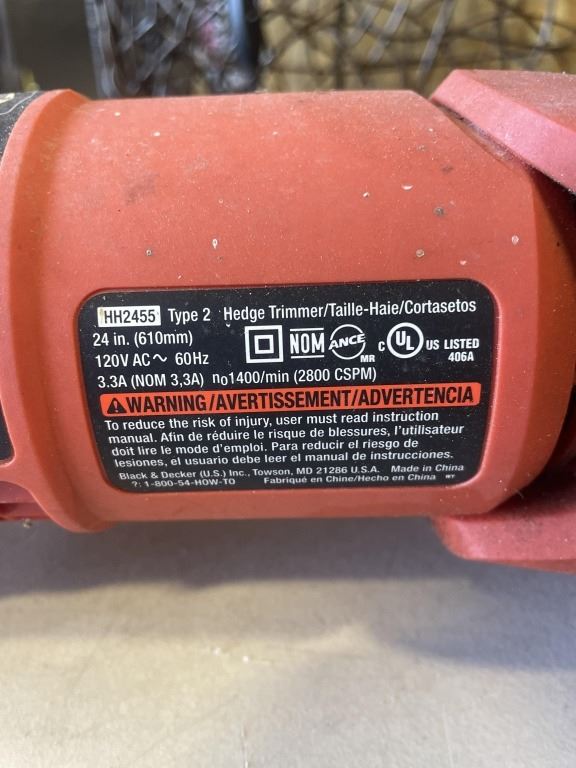 HH2455 Type 2 Hedge Trimmer/Taille-Haie/Cortasetos
24 in. (610mm)
120V AC~ 60Hz
NOM ANCE MR C UL US LISTED 406A
3.3A (NOM 3,3A) no1400/min (2800 CSPM)
WARNING/AVERTISSEMENT/ADVERTENCIA
To reduce the risk of injury, user must read instruction
manual. Afin de réduire le risque de blessures, l'utilisateur
doit lire le mode d'emploi. Para reducir el riesgo de
lesiones, el usuario debe leer el manual de instrucciones.
Black & Decker (U.S.) Inc., Towson, MD 21286 U.S.A. Made in China
?: 1-800-54-HOW-TO Fabriqué en Chine/Hecho en China